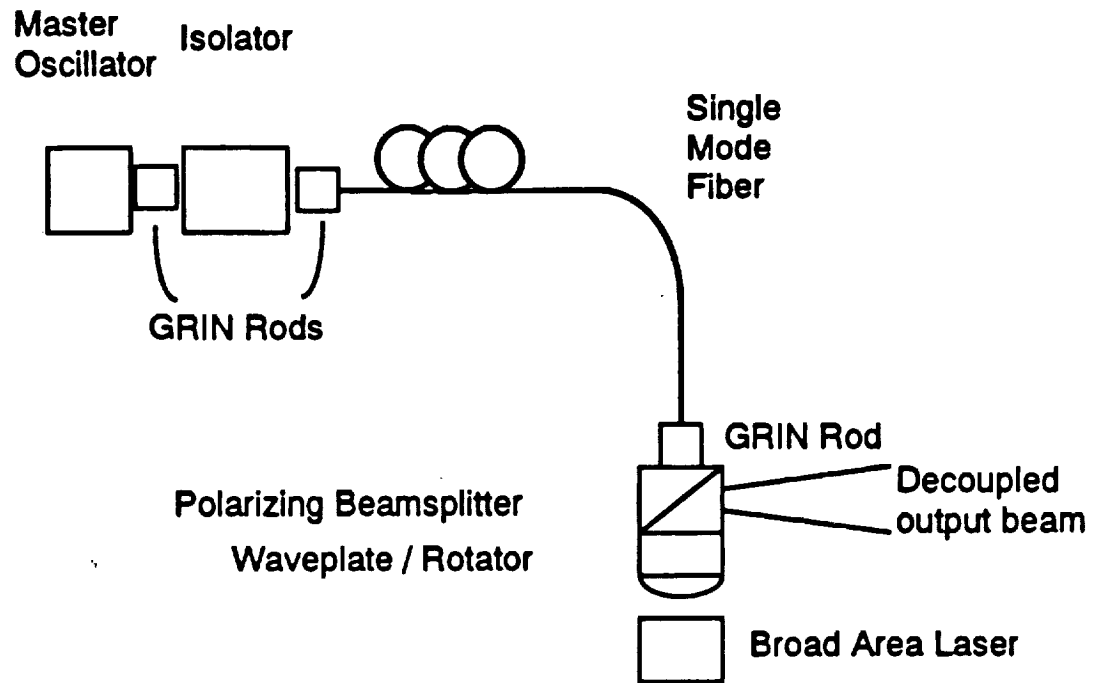 Master
Oscillator
Isolator
Single
Mode
Fiber
GRIN Rods
GRIN Rod
Decoupled
output beam
Polarizing Beamsplitter
Waveplate / Rotator
Broad Area Laser